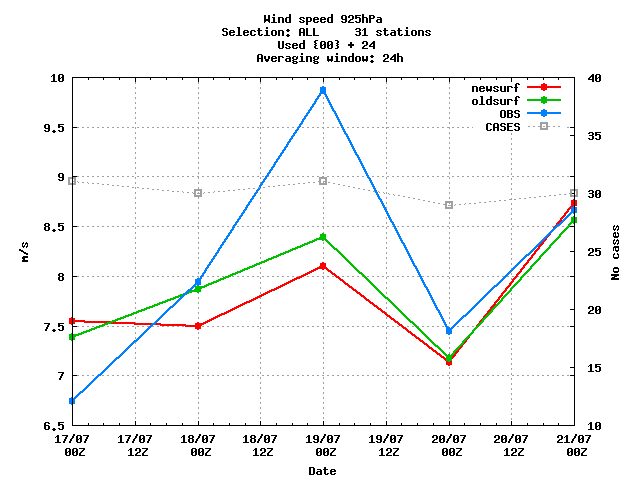 Wind speed 925hPa
Selection: ALL     31 stations
Used {00} + 24
Averaging window: 24h
newsurf
oldsurf
OBS
CASES
10
9.5
9
8.5
8
7.5
7
6.5
m/s
40
35
30
25
20
15
10
No cases
17/07 17/07 18/07 18/07 19/07 19/07 20/07 20/07 21/07
00Z 12Z 00Z 12Z 00Z 12Z 00Z 12Z 00Z
Date